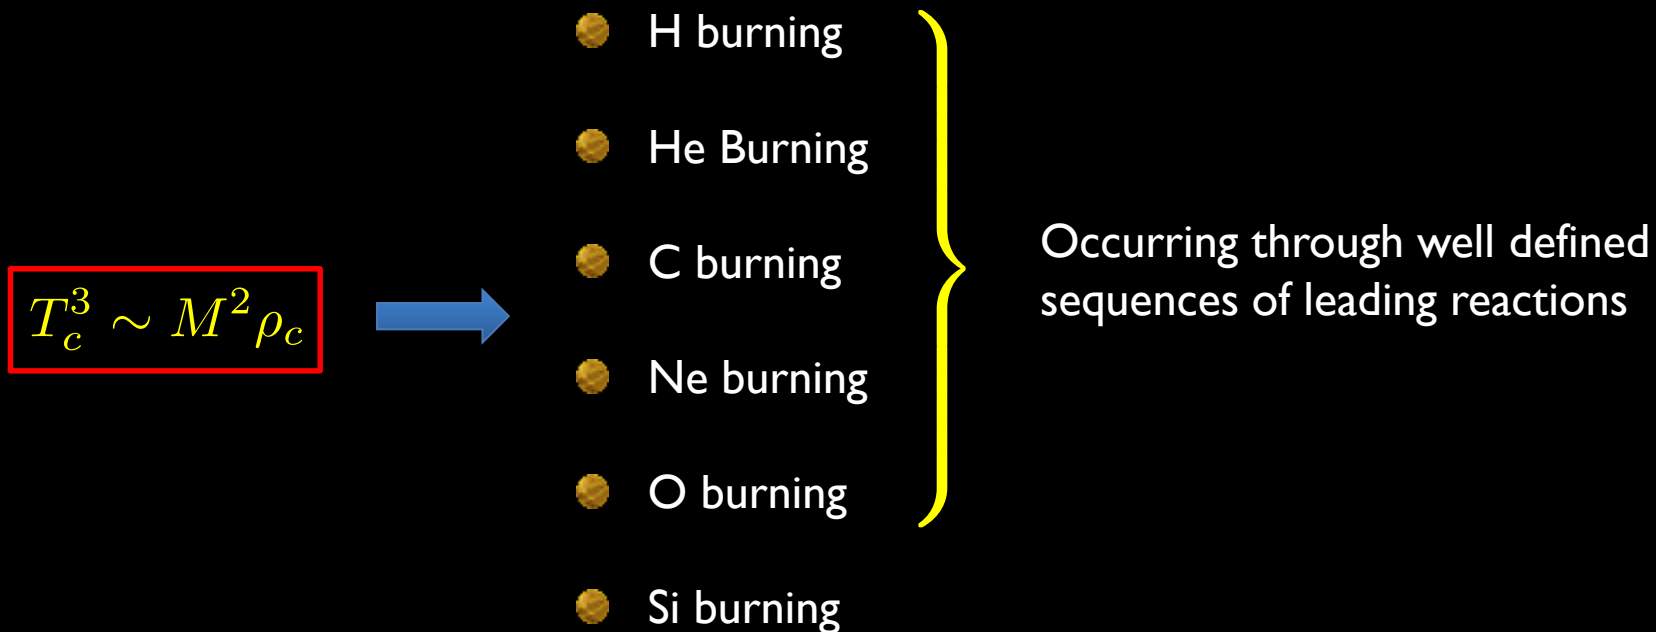 H burning
He Burning
C burning
Ne burning
O burning
Si burning
T_c^3 ∼ M^2 ρ_c
Occurring through well defined
sequences of leading reactions